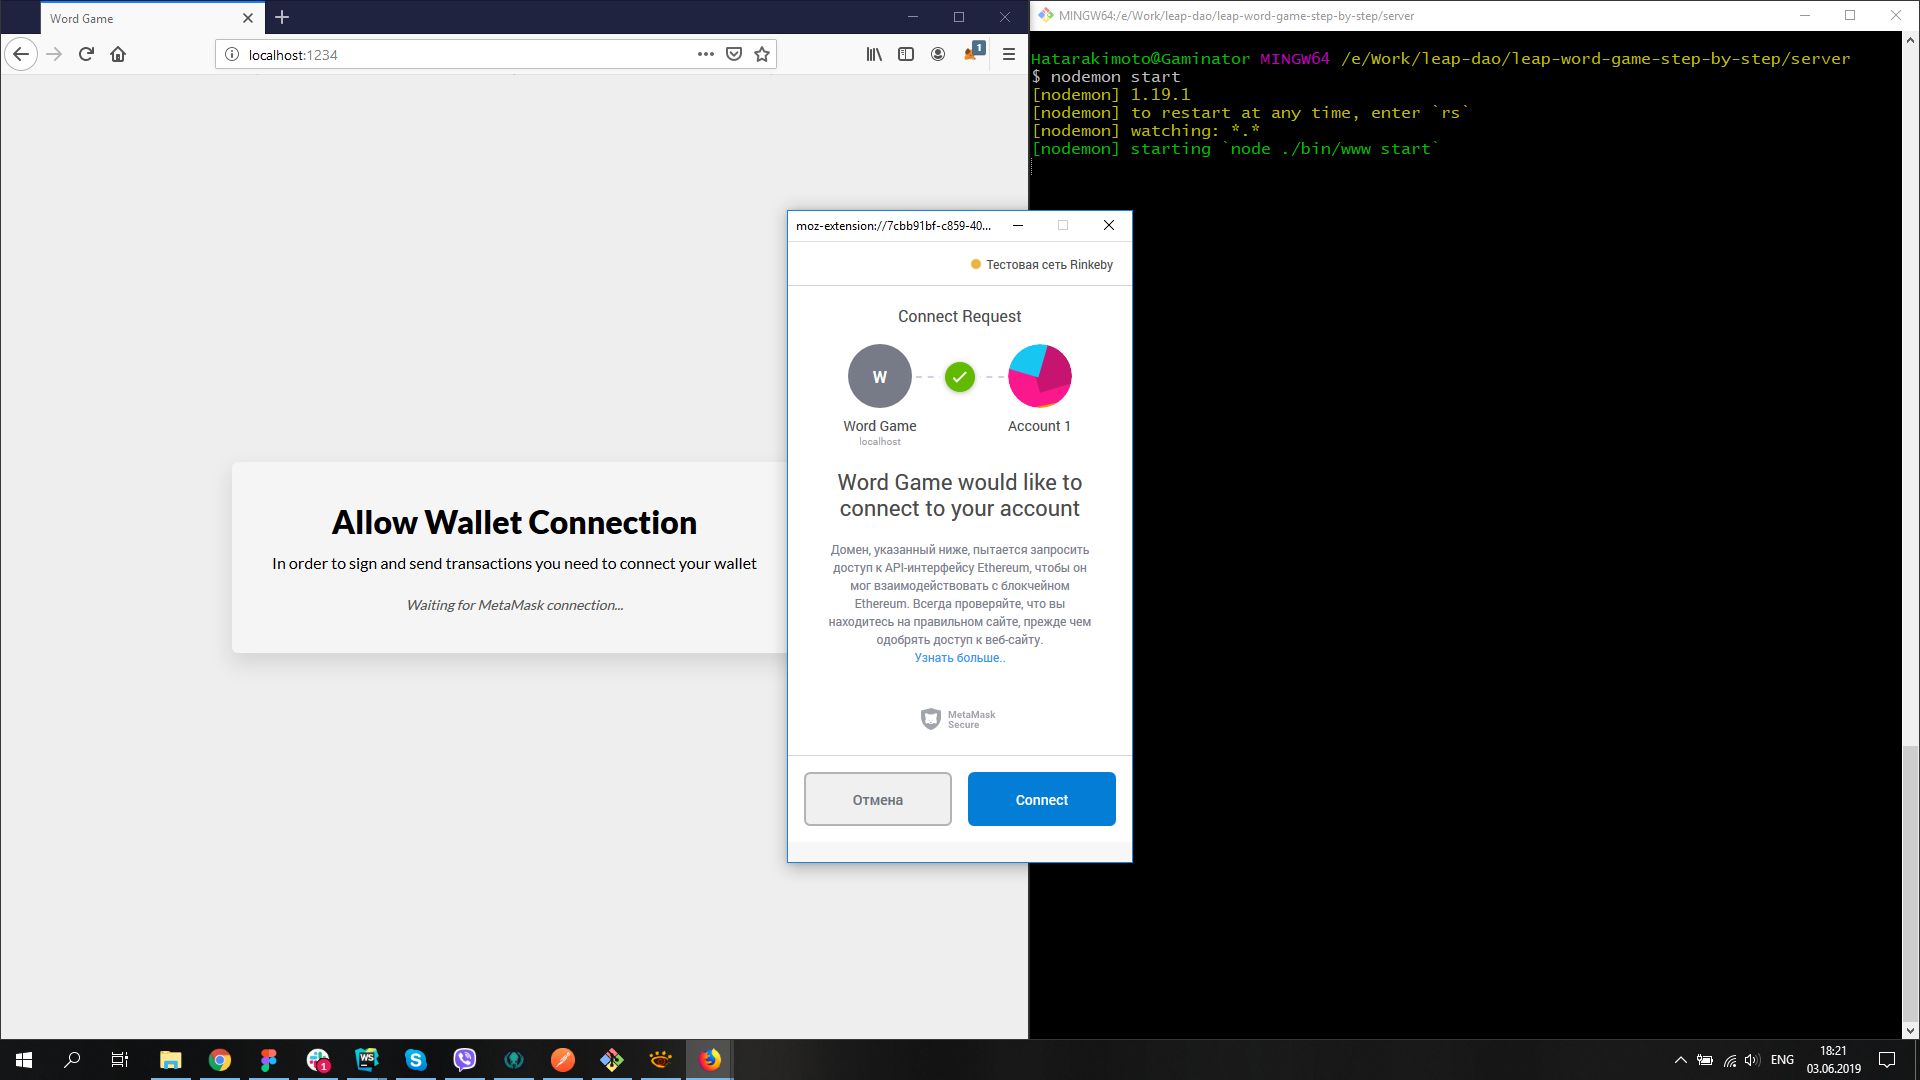 Word Game
localhost:1234
1
Allow Wallet Connection
In order to sign and send transactions you need to connect your wallet
Waiting for MetaMask connection...
MINGW64:/e/Work/leap-dao/leap-word-game-step-by-step/server
Hatarakimoto@Gaminator MINGW64 /e/Work/leap-dao/leap-word-game-step-by-step/server
$ nodemon start
[nodemon] 1.19.1
[nodemon] to restart at any time, enter `rs`
[nodemon] watching: *.*
[nodemon] starting `node ./bin/www start`
moz-extension://7cbb91bf-c859-40...
Тестовая сеть Rinkeby
Connect Request
W
Word Game
localhost
Account 1
Word Game would like to
connect to your account
Домен, указанный ниже, пытается запросить
доступ к API-интерфейсу Ethereum, чтобы он
мог взаимодействовать с блокчейном
Ethereum. Всегда проверяйте, что вы
находитесь на правильном сайте, прежде чем
одобрять доступ к веб-сайту.
Узнать больше..
MetaMask
Secure
Отмена
Connect
1
WS
ENG
18:21
03.06.2019